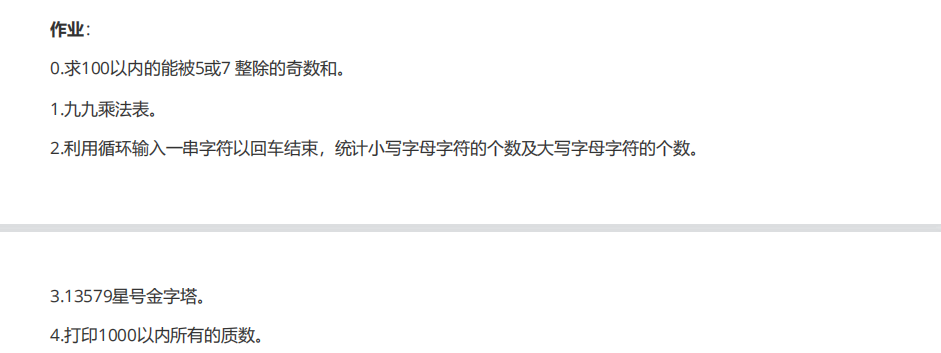 作业：
0.求100以内的能被5或7 整除的奇数和。
1.九九乘法表。
2.利用循环输入一串字符以回车结束，统计小写字母字符的个数及大写字母字符的个数。
3.13579星号金字塔。
4.打印1000以内所有的质数。